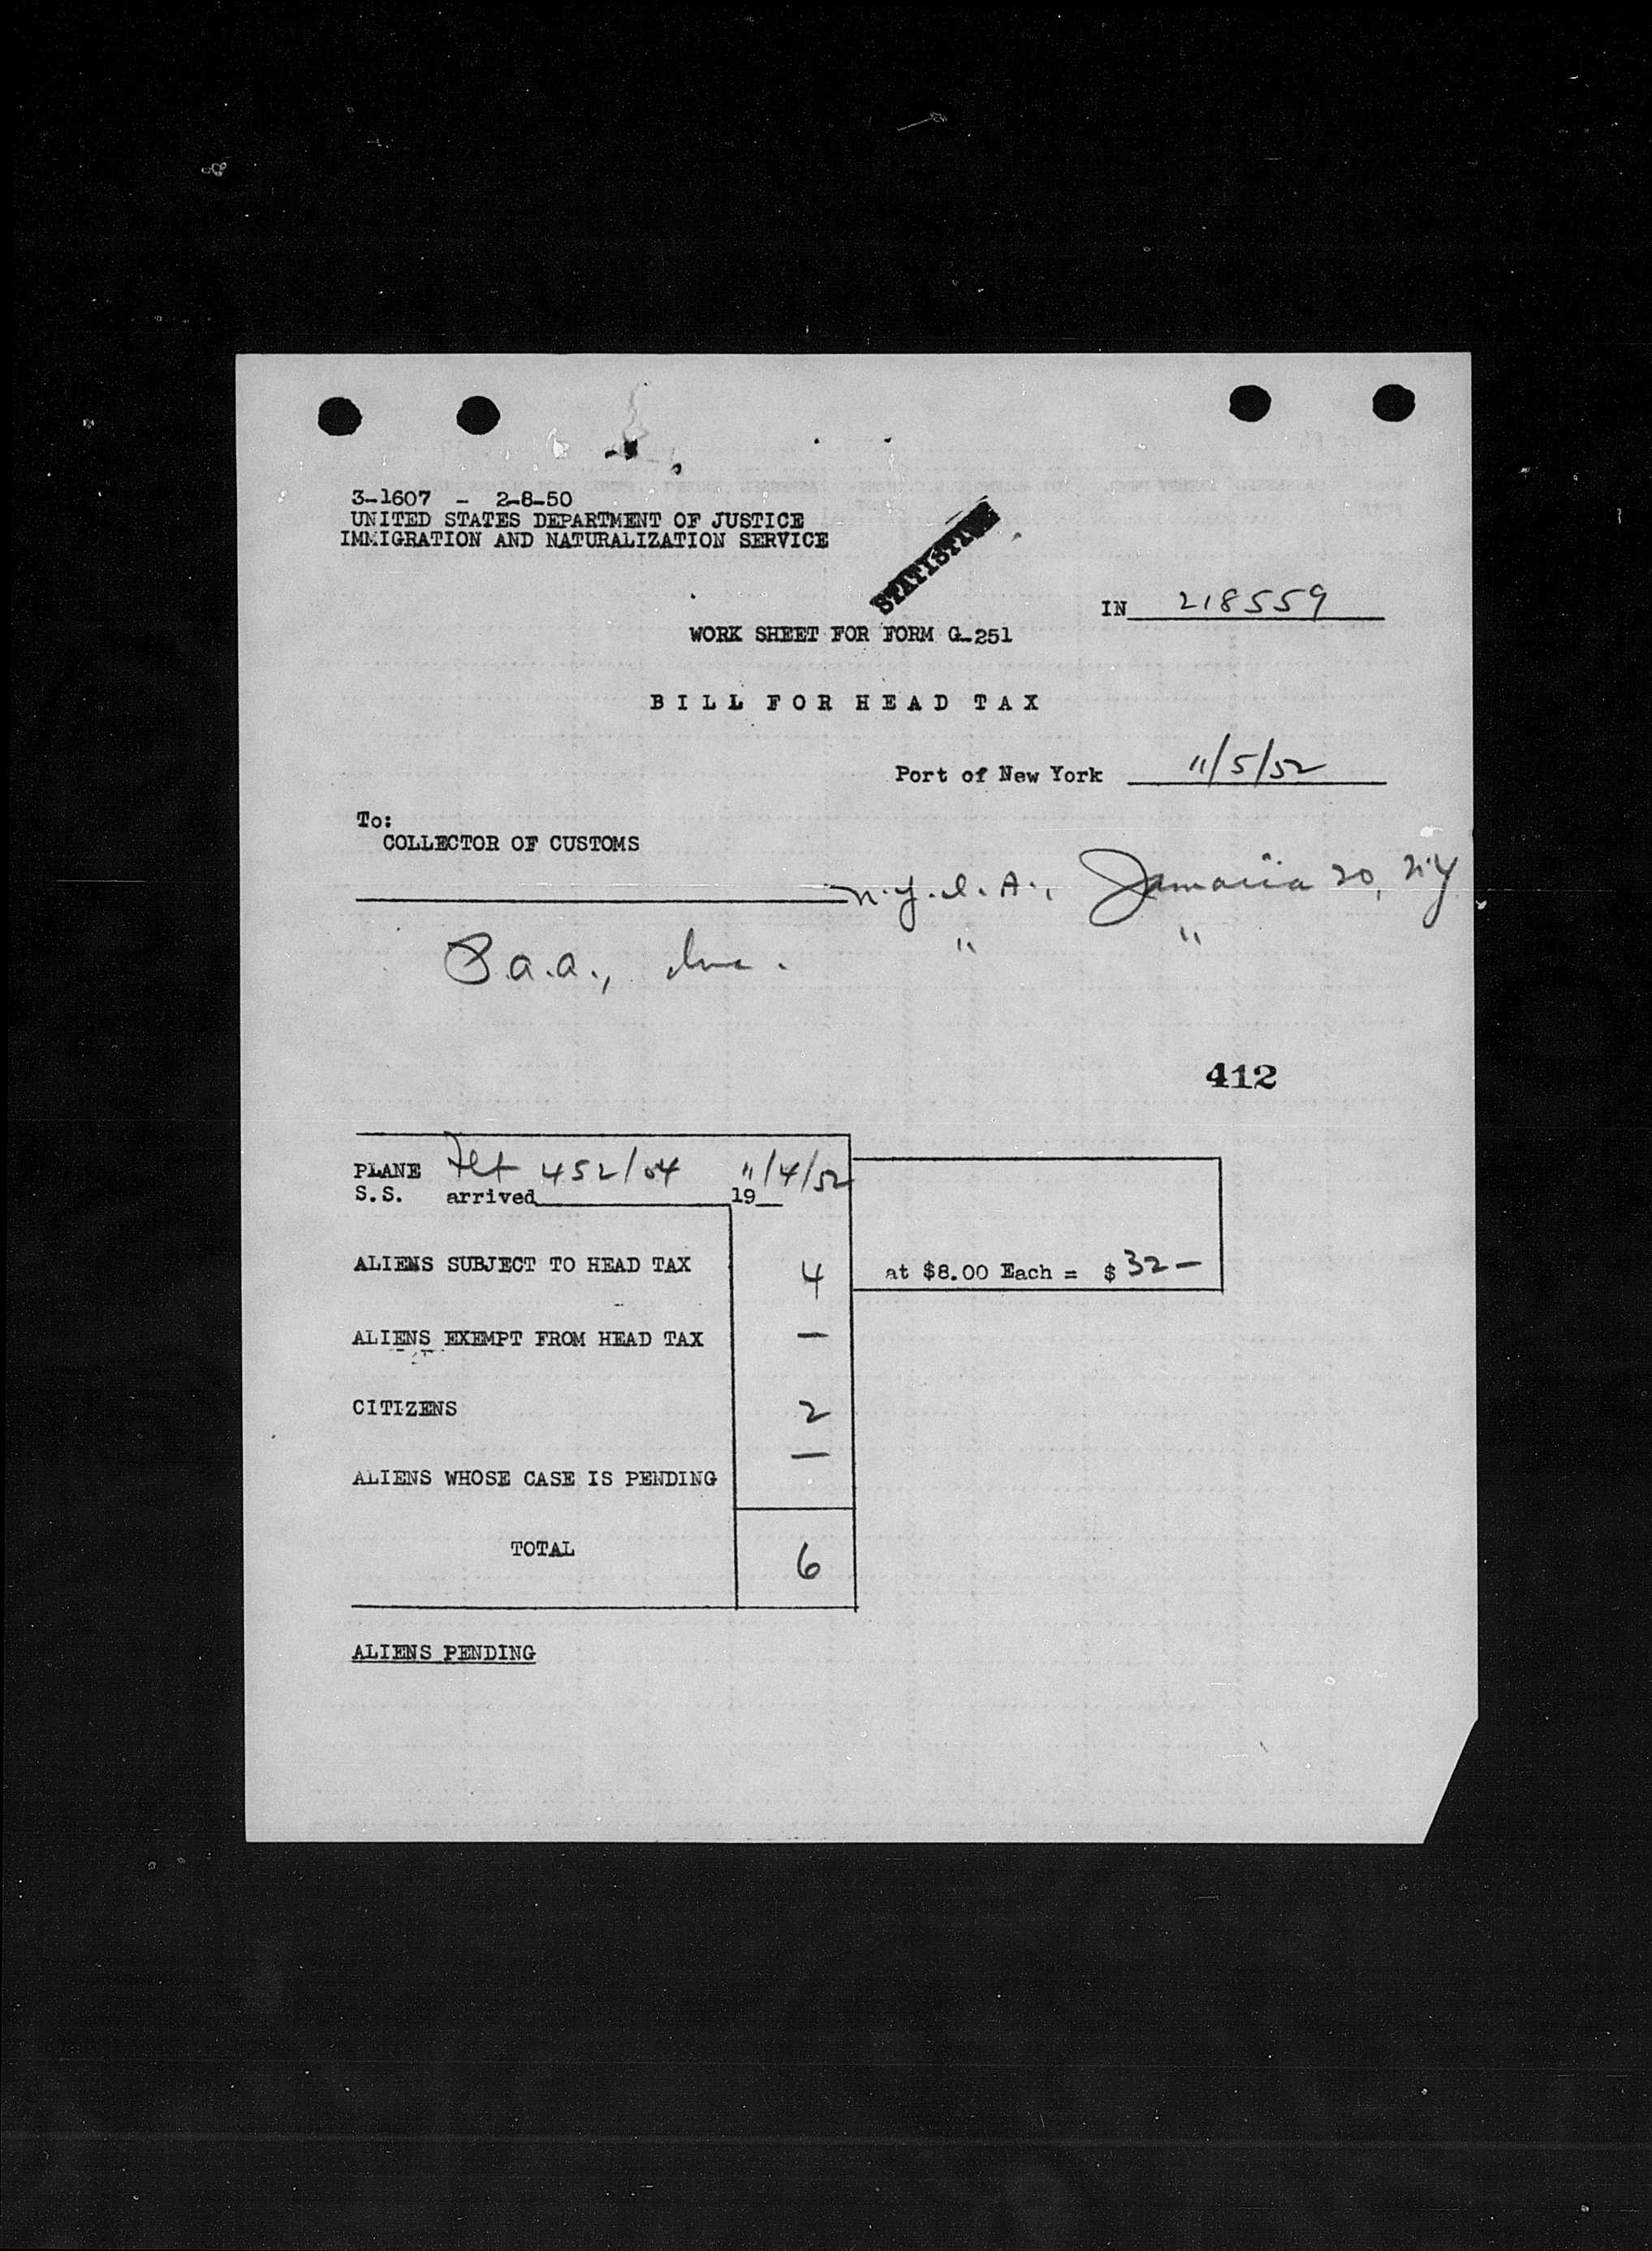 3-1607 - 2-8-50
UNITED STATES DEPARTMENT OF JUSTICE
IMMIGRATION AND NATURALIZATION SERVICE
STATISTICS
IN 218559
WORK SHEET FOR FORM G-251
BILL FOR HEAD TAX
Port of New York 11/5/52
To:
COLLECTOR OF CUSTOMS
N.Y.I.A., Jamaica 20, N.Y
P.a.a., Inc. " "
412
PLANE Flt 452/04 11/4/52
S.S. arrived 19
ALIENS SUBJECT TO HEAD TAX 4 at $8.00 Each = $ 32 —
ALIENS EXEMPT FROM HEAD TAX —
CITIZENS 2
ALIENS WHOSE CASE IS PENDING —
TOTAL 6
ALIENS PENDING